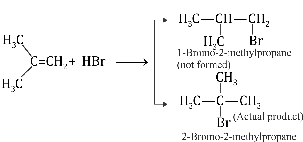 H₃C—CH—CH₂
H₃C Br
1-Bromo-2-methylpropane
(not formed)
H₃C
C=CH₂ + HBr
H₃C
CH₃
H₃C—C—CH₃
Br (Actual product)
2-Bromo-2-methylpropane